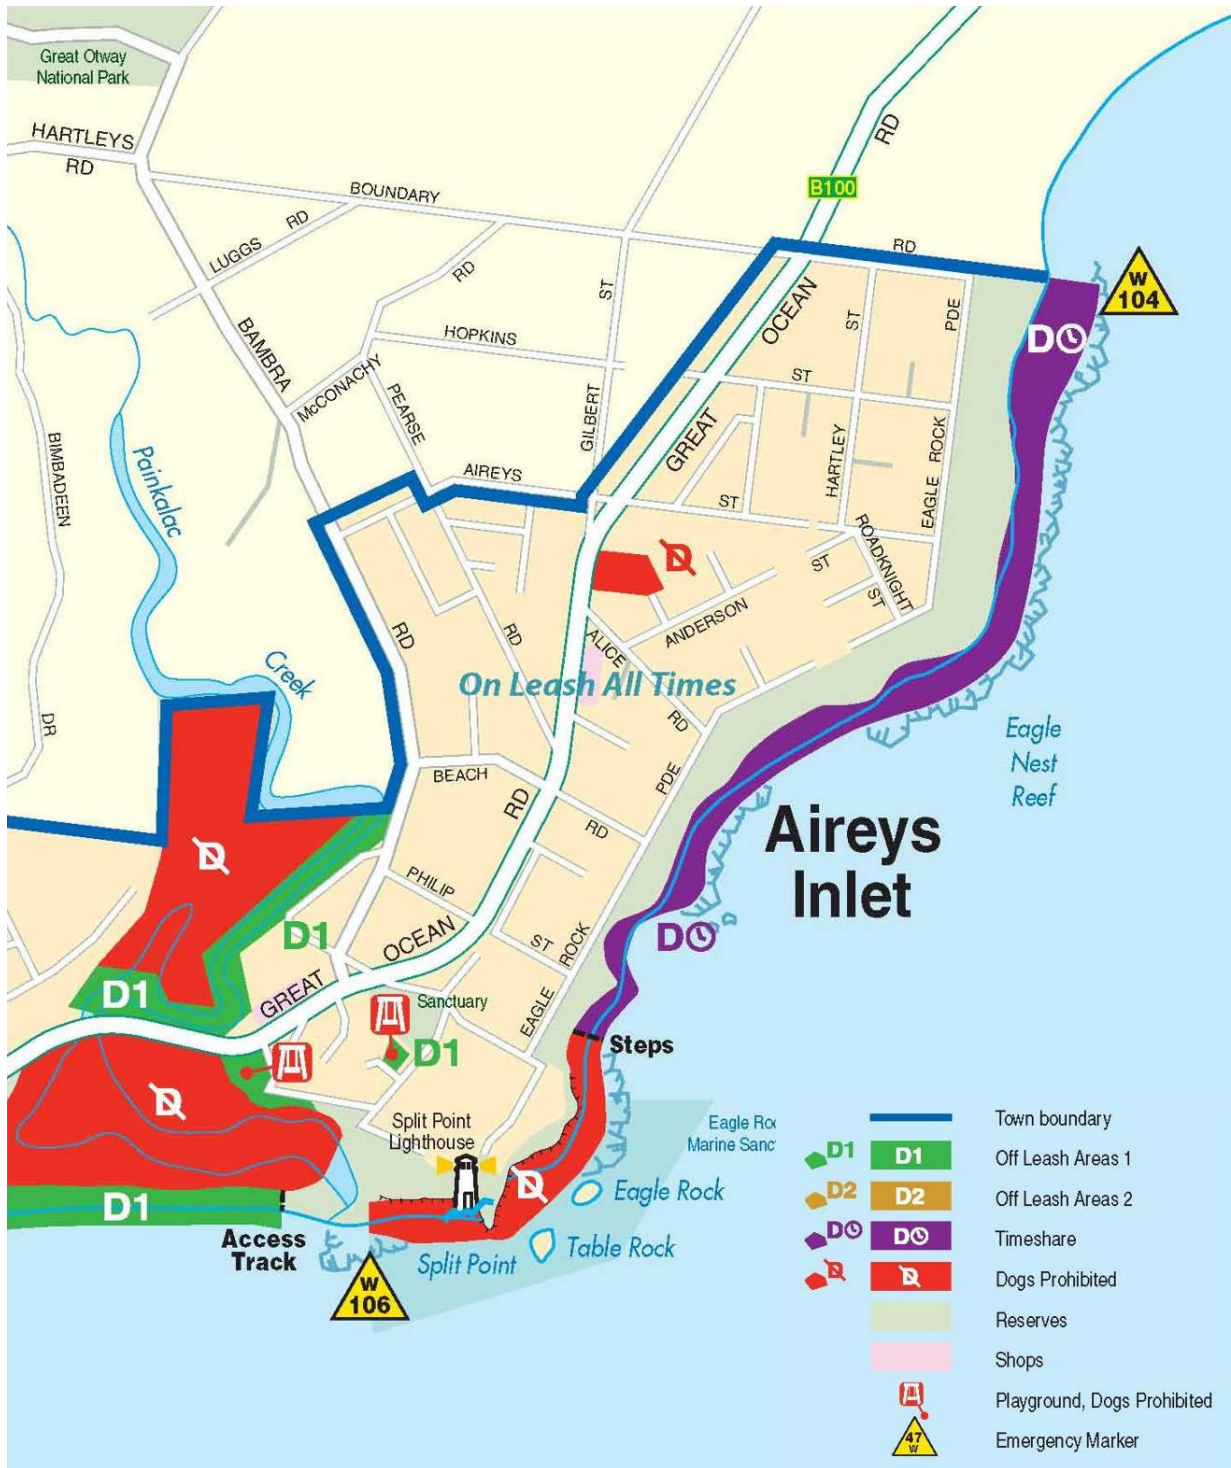 Great Otway
National Park
HARTLEYS
RD
BOUNDARY
RD
B100
RD
LUGGS
RD
RD
ST
BAMBRA
HOPKINS
McCONACHY
PEARSE
GILBERT
OCEAN
ST
PDE
ST
GREAT
HARTLEY
EAGLE ROCK
W
104
D
BIMBADEEN
DR
Painkalac
Creek
AIREYS
ST
ROADKNIGHT
ST
ST
D
RD
RD
ALICE
RD
ANDERSON
On Leash All Times
BEACH
RD
RD
PDE
Eagle
Nest
Reef
Aireys
Inlet
D
PHILIP
ST
D1
OCEAN
GREAT
EAGLE
ROCK
D
D1
Sanctuary
D1
Steps
D
Split Point
Lighthouse
Eagle Roc
Marine Sanc
D
Eagle Rock
D1
Access
Track
Split Point
Table Rock
W
106
Town boundary
D1 D1 Off Leash Areas 1
D2 D2 Off Leash Areas 2
D D Timeshare
D D Dogs Prohibited
Reserves
Shops
Playground, Dogs Prohibited
47
W
Emergency Marker